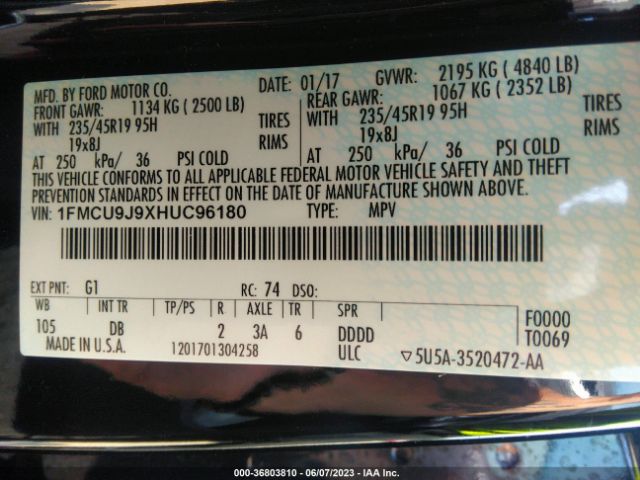 MFD. BY FORD MOTOR CO.
DATE: 01/17 GVWR: 2195 KG ( 4840 LB)
FRONT GAWR: 1134 KG ( 2500 LB)
REAR GAWR: 1067 KG ( 2352 LB)
WITH 235/45R19 95H TIRES
WITH 235/45R19 95H TIRES
19x8J RIMS
19x8J RIMS
AT 250 kPa/ 36 PSI COLD
AT 250 kPa/ 36 PSI COLD
THIS VEHICLE CONFORMS TO ALL APPLICABLE FEDERAL MOTOR VEHICLE SAFETY AND THEFT
PREVENTION STANDARDS IN EFFECT ON THE DATE OF MANUFACTURE SHOWN ABOVE.
VIN: 1FMCU9J9XHUC96180 TYPE: MPV
EXT PNT: G1 RC: 74 DSO:
WB INT TR TP/PS R AXLE TR SPR
105 DB 2 3A 6 DDDD
F0000
T0069
MADE IN U.S.A. 1201701304258 ULC ▽5U5A-3520472-AA
000-36803810 - 06/07/2023 - IAA Inc.